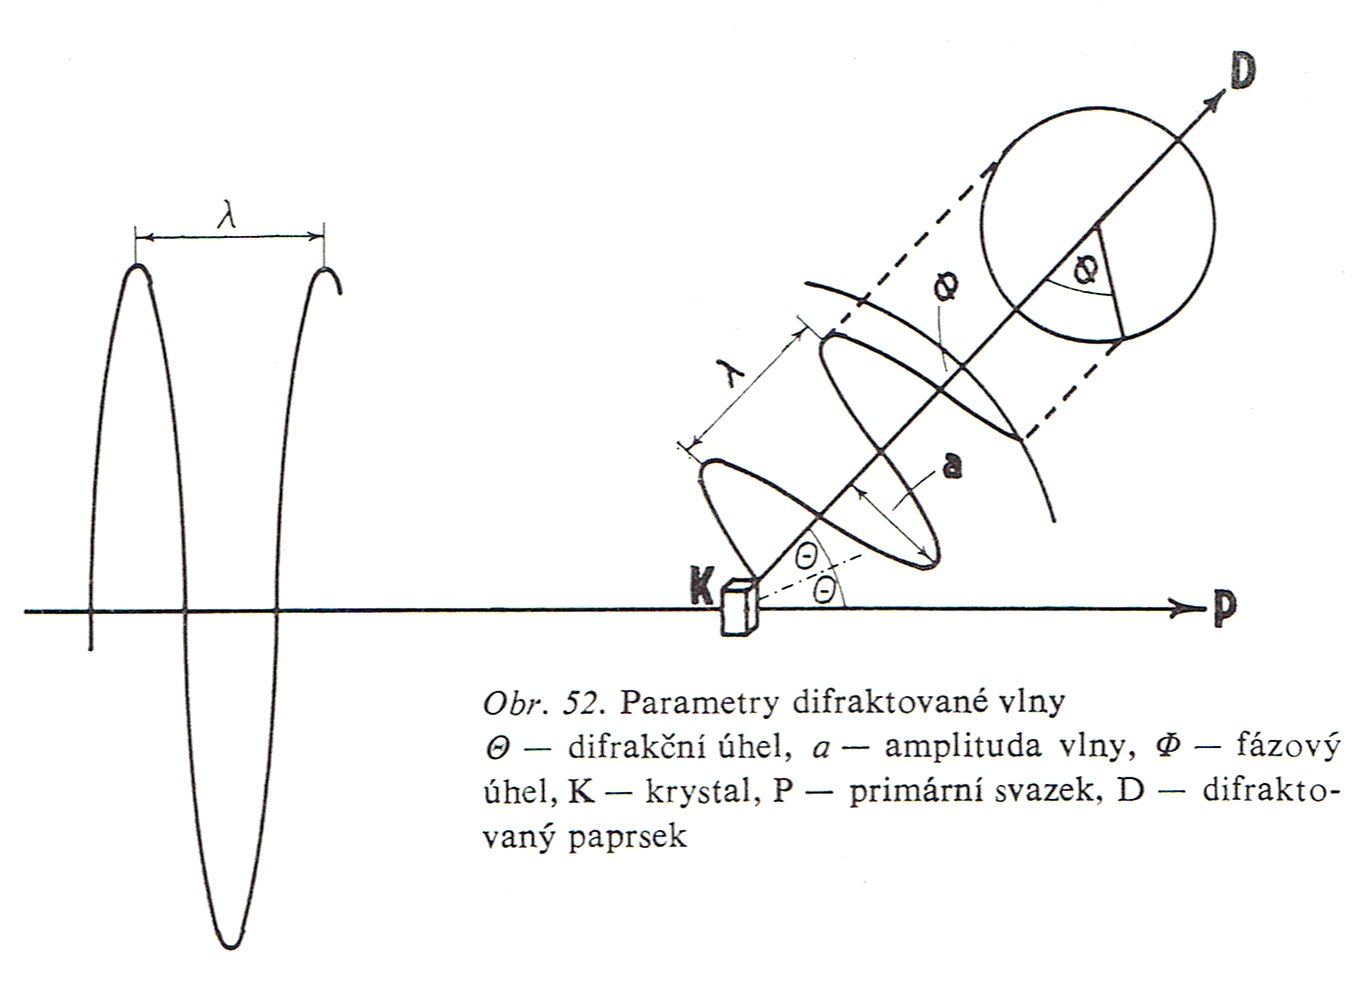 D
λ
Φ
Φ
λ
a
Θ
K
Θ
P
Obr. 52. Parametry difraktované vlny
Θ — difrakční úhel, a — amplituda vlny, Φ — fázový
úhel, K — krystal, P — primární svazek, D — difrakto-
vaný paprsek